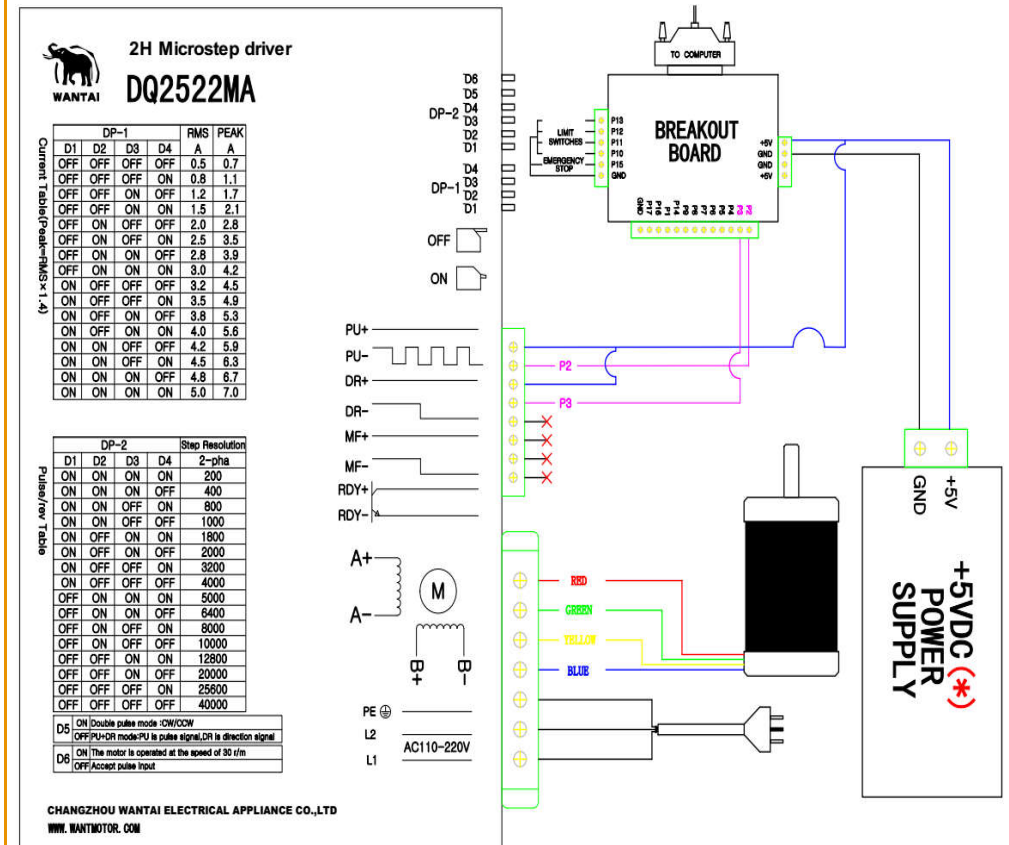 2H Microstep driver
WANTAI
DQ2522MA
Current Table(Peak=RMS×1.4)
DP-1 RMS PEAK
D1 D2 D3 D4 A A
OFF OFF OFF OFF 0.5 0.7
OFF OFF OFF ON 0.8 1.1
OFF OFF ON OFF 1.2 1.7
OFF OFF ON ON 1.5 2.1
OFF ON OFF OFF 2.0 2.8
OFF ON OFF ON 2.5 3.5
OFF ON ON OFF 2.8 3.9
OFF ON ON ON 3.0 4.2
ON OFF OFF OFF 3.2 4.5
ON OFF OFF ON 3.5 4.9
ON OFF ON OFF 3.8 5.3
ON OFF ON ON 4.0 5.6
ON ON OFF OFF 4.2 5.9
ON ON OFF ON 4.5 6.3
ON ON ON OFF 4.8 6.7
ON ON ON ON 5.0 7.0
Pulse/rev Table
DP-2 Step Resolution
D1 D2 D3 D4 2-pha
ON ON ON ON 200
ON ON ON OFF 400
ON ON OFF ON 800
ON ON OFF OFF 1000
ON OFF ON ON 1800
ON OFF ON OFF 2000
ON OFF OFF ON 3200
ON OFF OFF OFF 4000
OFF ON ON ON 5000
OFF ON ON OFF 6400
OFF ON OFF ON 8000
OFF ON OFF OFF 10000
OFF OFF ON ON 12800
OFF OFF ON OFF 20000
OFF OFF OFF ON 25600
OFF OFF OFF OFF 40000
D5 ON Double pulse mode :CW/CCW
OFF PU+DR mode:PU is pulse signal,DR is direction signal
D6 ON The motor is operated at the speed of 30 r/m
OFF Accept pulse input
CHANGZHOU WANTAI ELECTRICAL APPLIANCE CO.,LTD
WWW. WANTMOTOR. COM
DP-2
D6
D5
D4
D3
D2
D1
DP-1
D4
D3
D2
D1
OFF
ON
PU+
PU-
DR+
DR-
MF+
MF-
RDY+
RDY-
A+
A-
M
B+
B-
PE
L2
L1
AC110-220V
TO COMPUTER
BREAKOUT
BOARD
LIMIT
SWITCHES
EMERGENCY
STOP
P13
P12
P11
P10
P15
GND
+5V
GND
GND
+5V
GND P17 P16 P1 P14 P9 P8 P7 P6 P5 P4 P3 P2
P2
P3
RED
GREEN
YELLOW
BLUE
GND
+5V
+5VDC (*)
POWER
SUPPLY